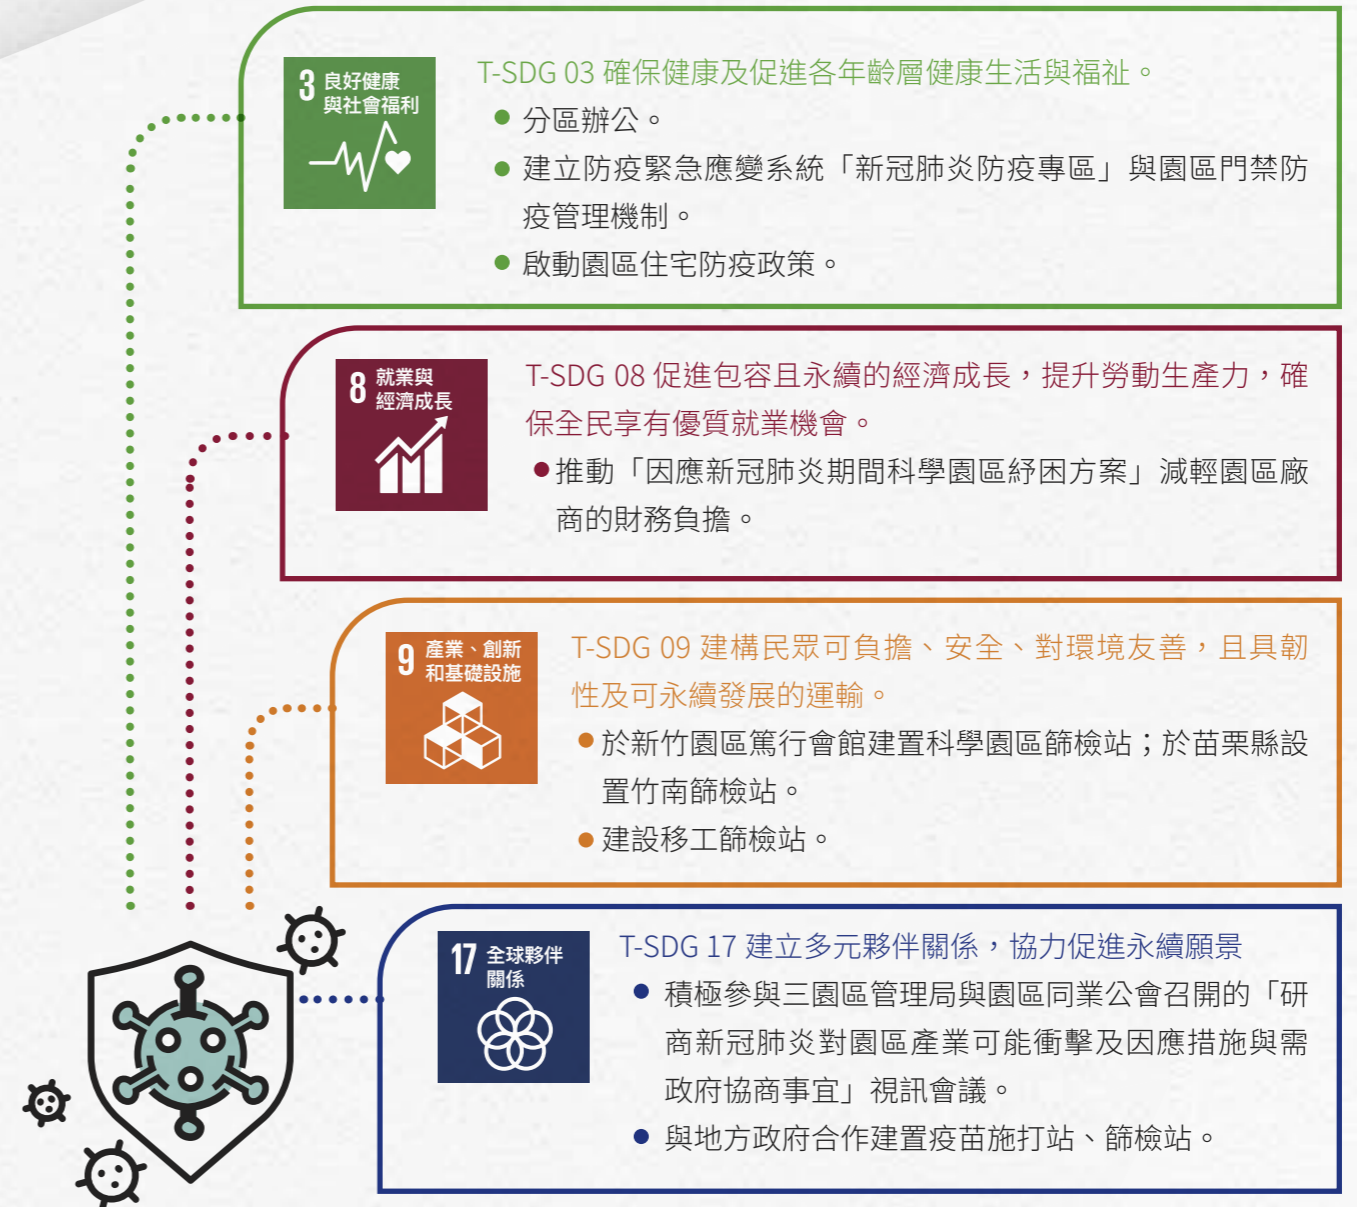 3 良好健康
與社會福利
T-SDG 03 確保健康及促進各年齡層健康生活與福祉。
● 分區辦公。
● 建立防疫緊急應變系統「新冠肺炎防疫專區」與園區門禁防
疫管理機制。
● 啟動園區住宅防疫政策。
8 就業與
經濟成長
T-SDG 08 促進包容且永續的經濟成長，提升勞動生產力，確
保全民享有優質就業機會。
● 推動「因應新冠肺炎期間科學園區紓困方案」減輕園區廠
商的財務負擔。
9 產業、創新
和基礎設施
T-SDG 09 建構民眾可負擔、安全、對環境友善，且具韌
性及可永續發展的運輸。
● 於新竹園區篤行會館建置科學園區篩檢站；於苗栗縣設
置竹南篩檢站。
● 建設移工篩檢站。
17 全球夥伴
關係
T-SDG 17 建立多元夥伴關係，協力促進永續願景
● 積極參與三園區管理局與園區同業公會召開的「研
商新冠肺炎對園區產業可能衝擊及因應措施與需
政府協商事宜」視訊會議。
● 與地方政府合作建置疫苗施打站、篩檢站。